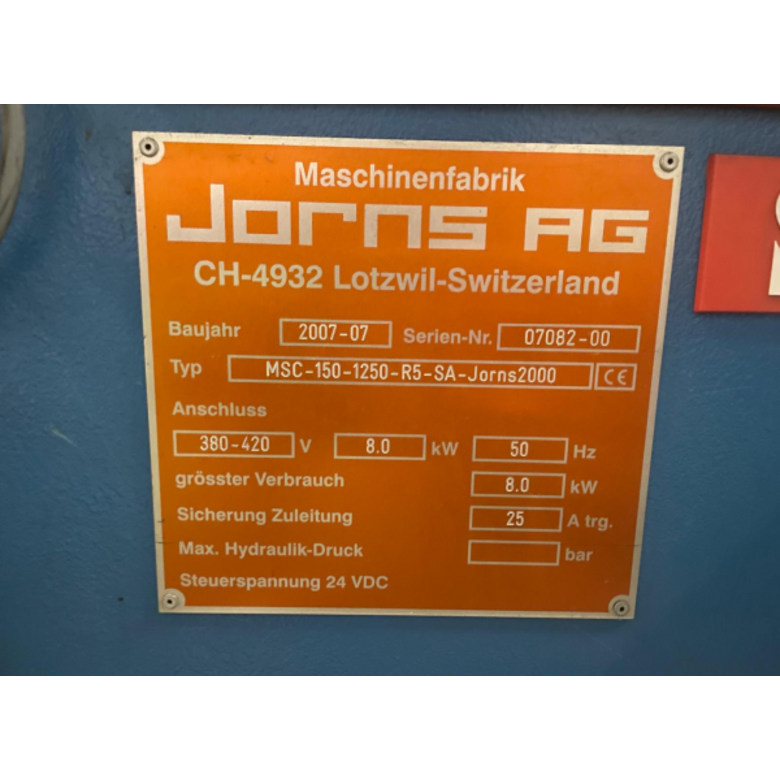 Maschinenfabrik
Jorns AG
CH-4932 Lotzwil-Switzerland
Baujahr 2007-07 Serien-Nr. 07082-00
Typ MSC-150-1250-R5-SA-Jorns2000 CE
Anschluss
380-420 V 8.0 kW 50 Hz
grösster Verbrauch 8.0 kW
Sicherung Zuleitung 25 A trg.
Max. Hydraulik-Druck bar
Steuerspannung 24 VDC